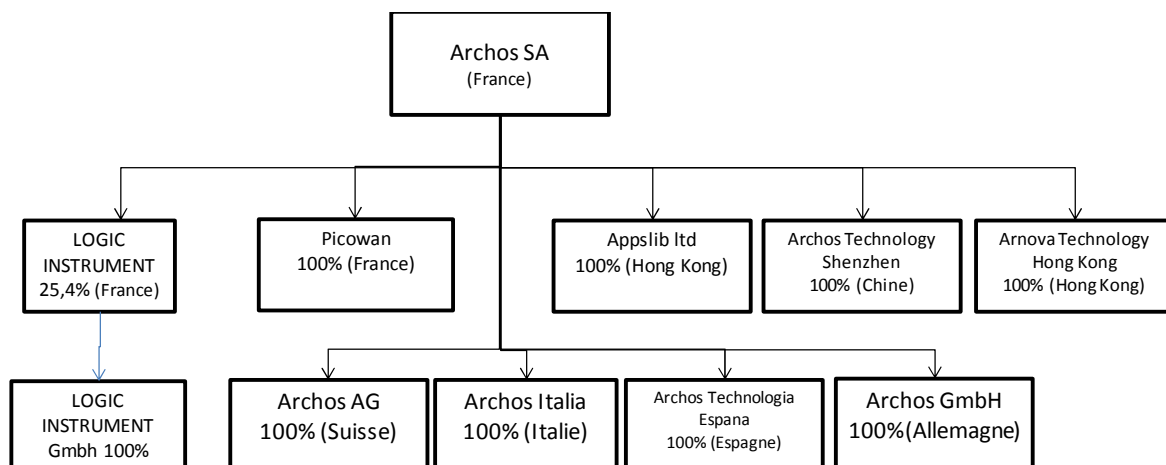 Archos SA
(France)
LOGIC
INSTRUMENT
25,4% (France)
Picowan
100% (France)
Appslib ltd
100% (Hong Kong)
Archos Technology
Shenzhen
100% (Chine)
Arnova Technology
Hong Kong
100% (Hong Kong)
LOGIC
INSTRUMENT
Gmbh 100%
Archos AG
100% (Suisse)
Archos Italia
100% (Italie)
Archos Technologia
Espana
100% (Espagne)
Archos GmbH
100%(Allemagne)